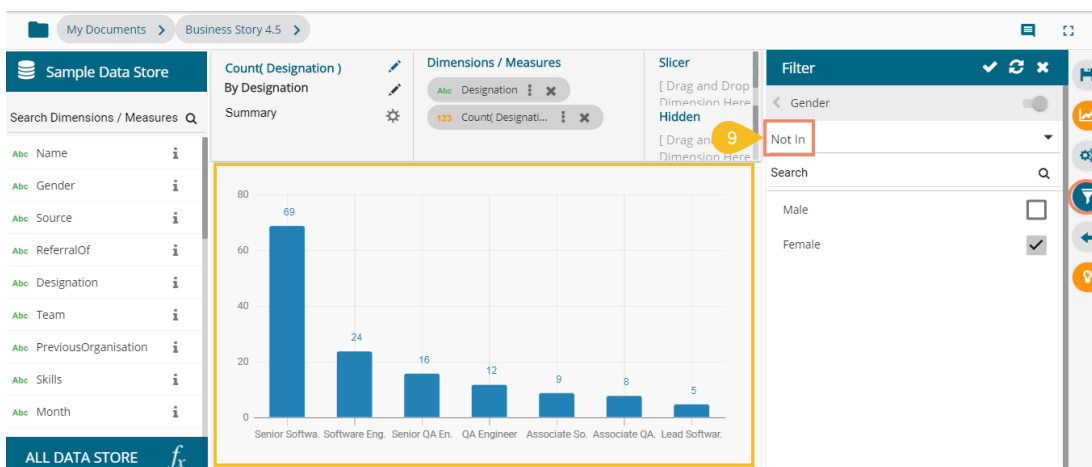 My Documents
Business Story 4.5
Sample Data Store
Search Dimensions / Measures
Abc Name
Abc Gender
Abc Source
Abc ReferralOf
Abc Designation
Abc Team
Abc PreviousOrganisation
Abc Skills
Abc Month
ALL DATA STORE fx
Count( Designation )
By Designation
Summary
Dimensions / Measures
Abc Designation
123 Count( Designati...
Slicer
[ Drag and Drop
Dimension Here
Hidden
[ Drag an
Dimension Here
80
60
40
20
0
69
24
16
12
9
8
5
Senior Softwa. Software Eng. Senior QA En. QA Engineer Associate So. Associate QA. Lead Softwar.
Filter
Gender
9 Not In
Search
Male
Female